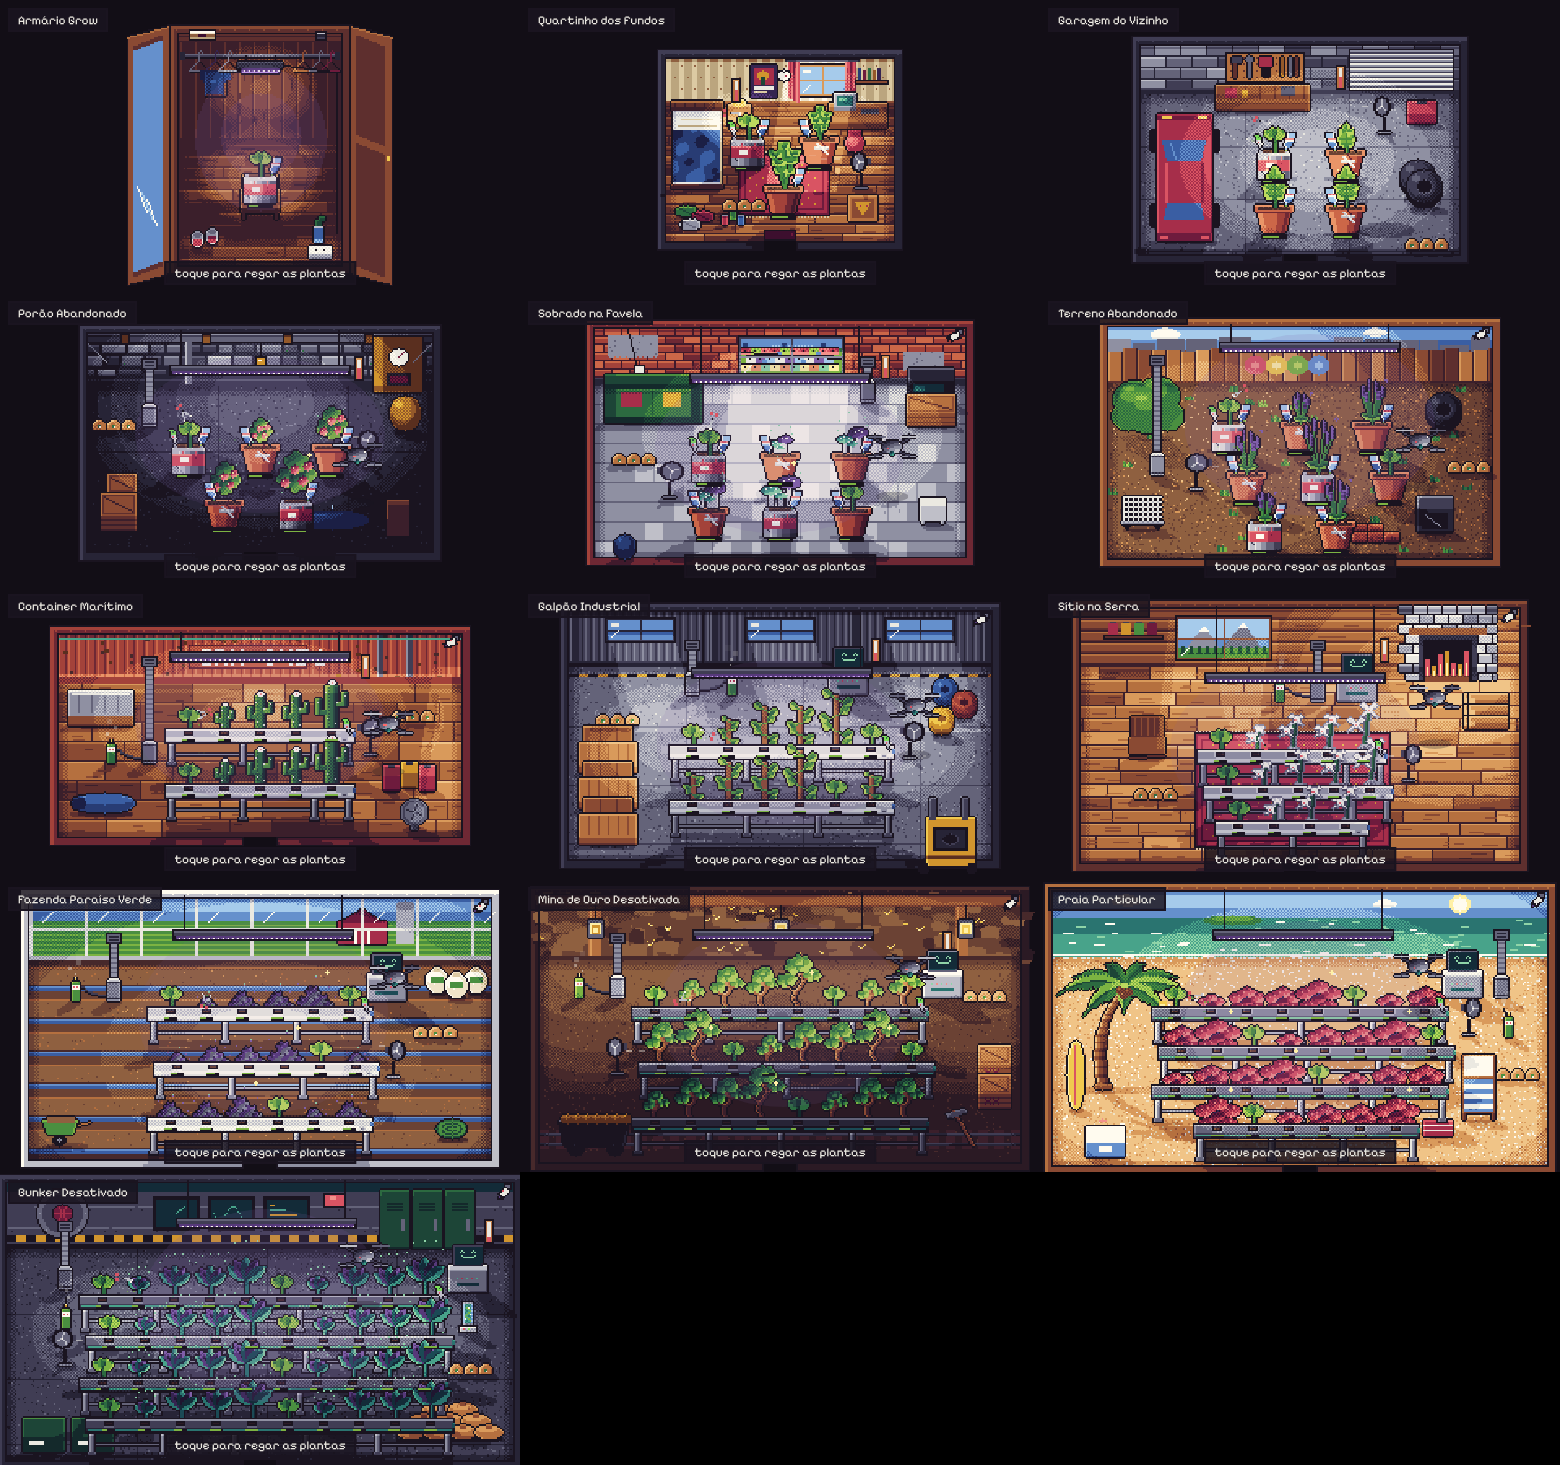 Armário Grow
Quartinho dos Fundos
Garagem do Vizinho
toque para regar as plantas
toque para regar as plantas
toque para regar as plantas
Porão Abandonado
Sobrado na Favela
Terreno Abandonado
toque para regar as plantas
toque para regar as plantas
toque para regar as plantas
Container Marítimo
Galpão Industrial
Sítio na Serra
toque para regar as plantas
toque para regar as plantas
toque para regar as plantas
Fazenda Paraíso Verde
Mina de Ouro Desativada
Praia Particular
toque para regar as plantas
toque para regar as plantas
toque para regar as plantas
Bunker Desativado
toque para regar as plantas